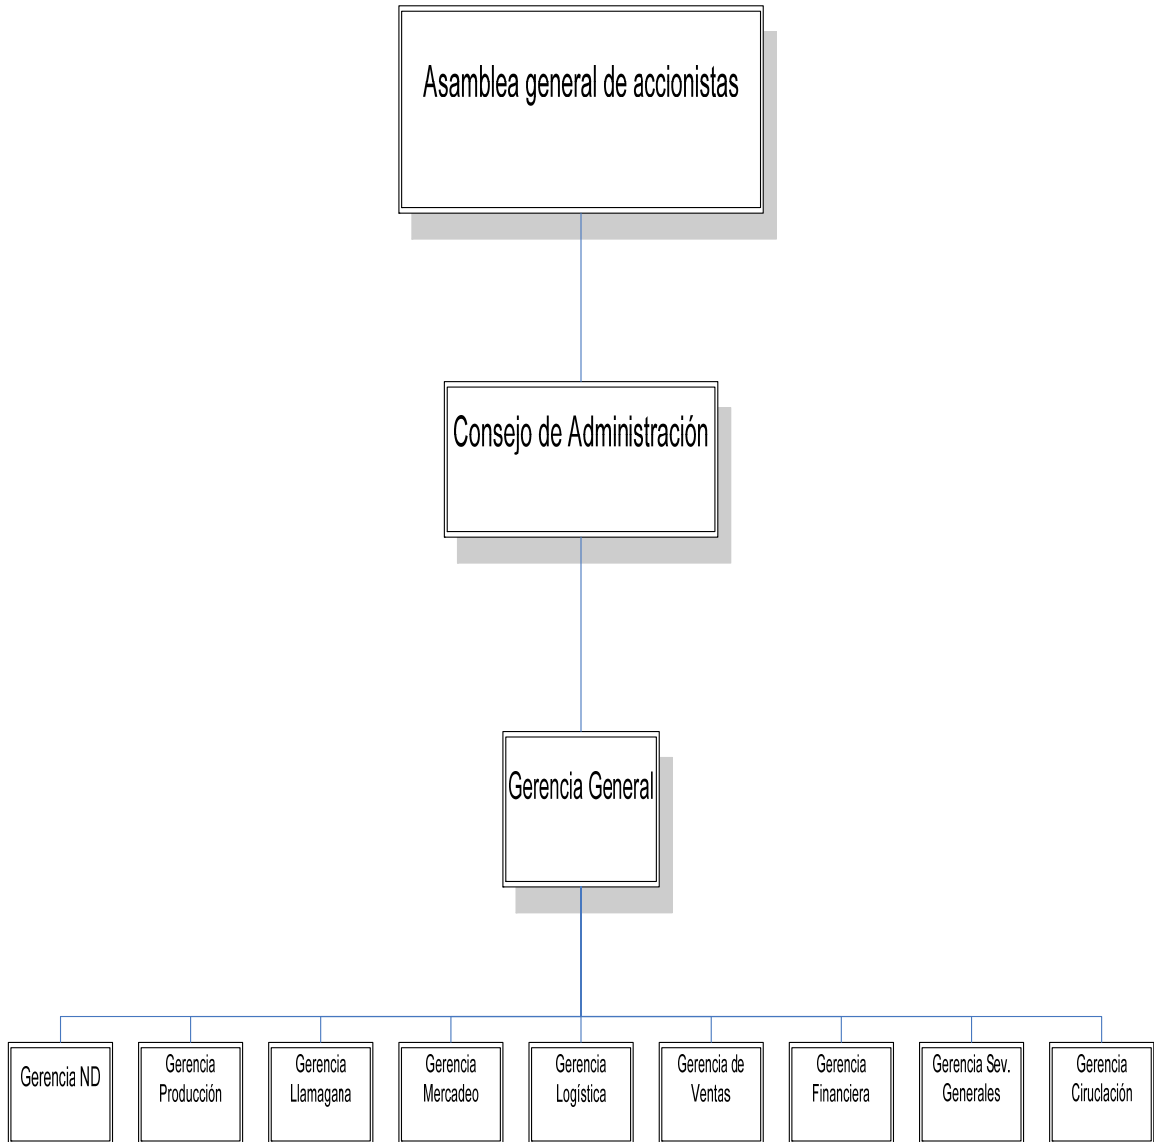 Asamblea general de accionistas
Consejo de Administración
Gerencia General
Gerencia ND
Gerencia
Producción
Gerencia
Llamagana
Gerencia
Mercadeo
Gerencia
Logística
Gerencia de
Ventas
Gerencia
Financiera
Gerencia Sev.
Generales
Gerencia
Ciruclación